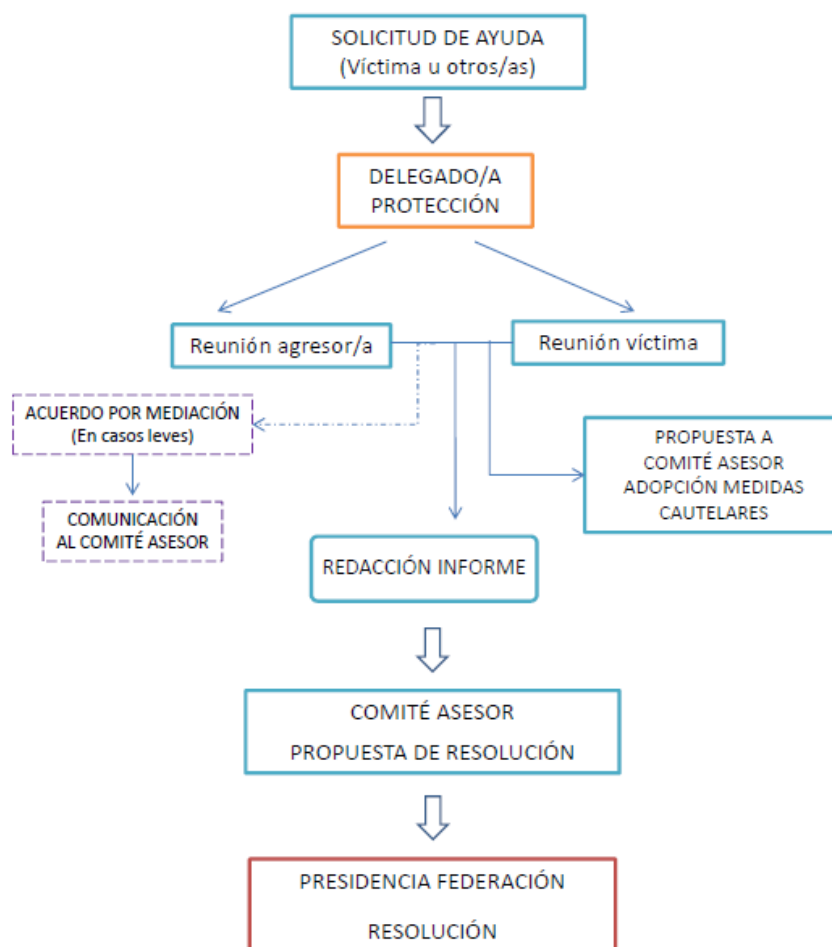 SOLICITUD DE AYUDA
(Víctima u otros/as)
DELEGADO/A
PROTECCIÓN
Reunión agresor/a
Reunión víctima
ACUERDO POR MEDIACIÓN
(En casos leves)
PROPUESTA A
COMITÉ ASESOR
ADOPCIÓN MEDIDAS
CAUTELARES
COMUNICACIÓN
AL COMITÉ ASESOR
REDACCIÓN INFORME
COMITÉ ASESOR
PROPUESTA DE RESOLUCIÓN
PRESIDENCIA FEDERACIÓN
RESOLUCIÓN